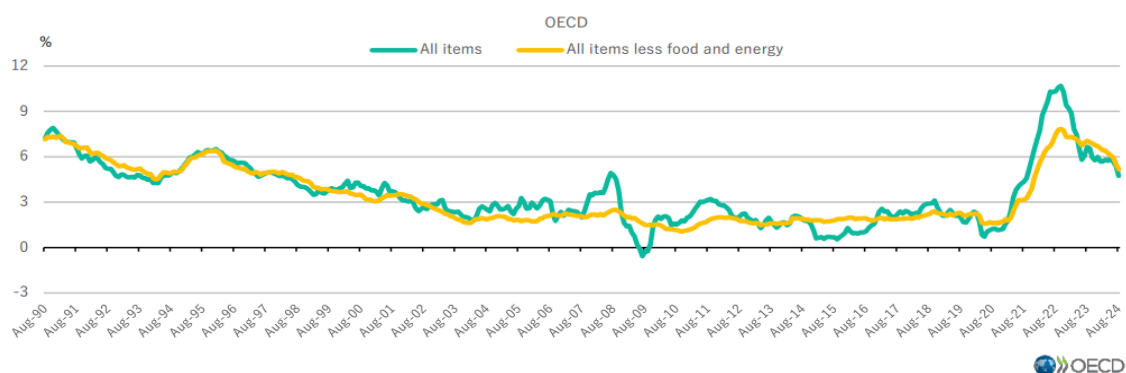 OECD
%
All items
All items less food and energy
12
9
6
3
0
-3
Aug-90
Aug-91
Aug-92
Aug-93
Aug-94
Aug-95
Aug-96
Aug-97
Aug-98
Aug-99
Aug-00
Aug-01
Aug-02
Aug-03
Aug-04
Aug-05
Aug-06
Aug-07
Aug-08
Aug-09
Aug-10
Aug-11
Aug-12
Aug-13
Aug-14
Aug-15
Aug-16
Aug-17
Aug-18
Aug-19
Aug-20
Aug-21
Aug-22
Aug-23
Aug-24
OECD